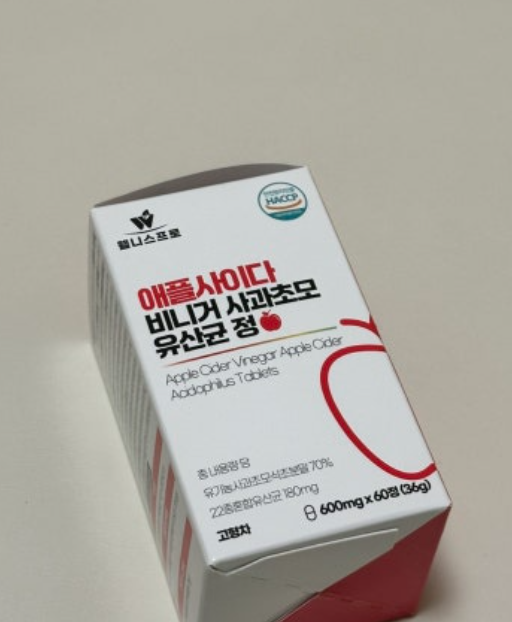 웰니스프로
HACCP
애플사이다
비니거 사과초모
유산균 정
Apple Cider Vinegar Apple Cider
Acidophilus Tablets
총 내용량 당
유기농사과초모식초분말 70%
22종혼합유산균 180mg
고형차
600mg x 60정 (36g)